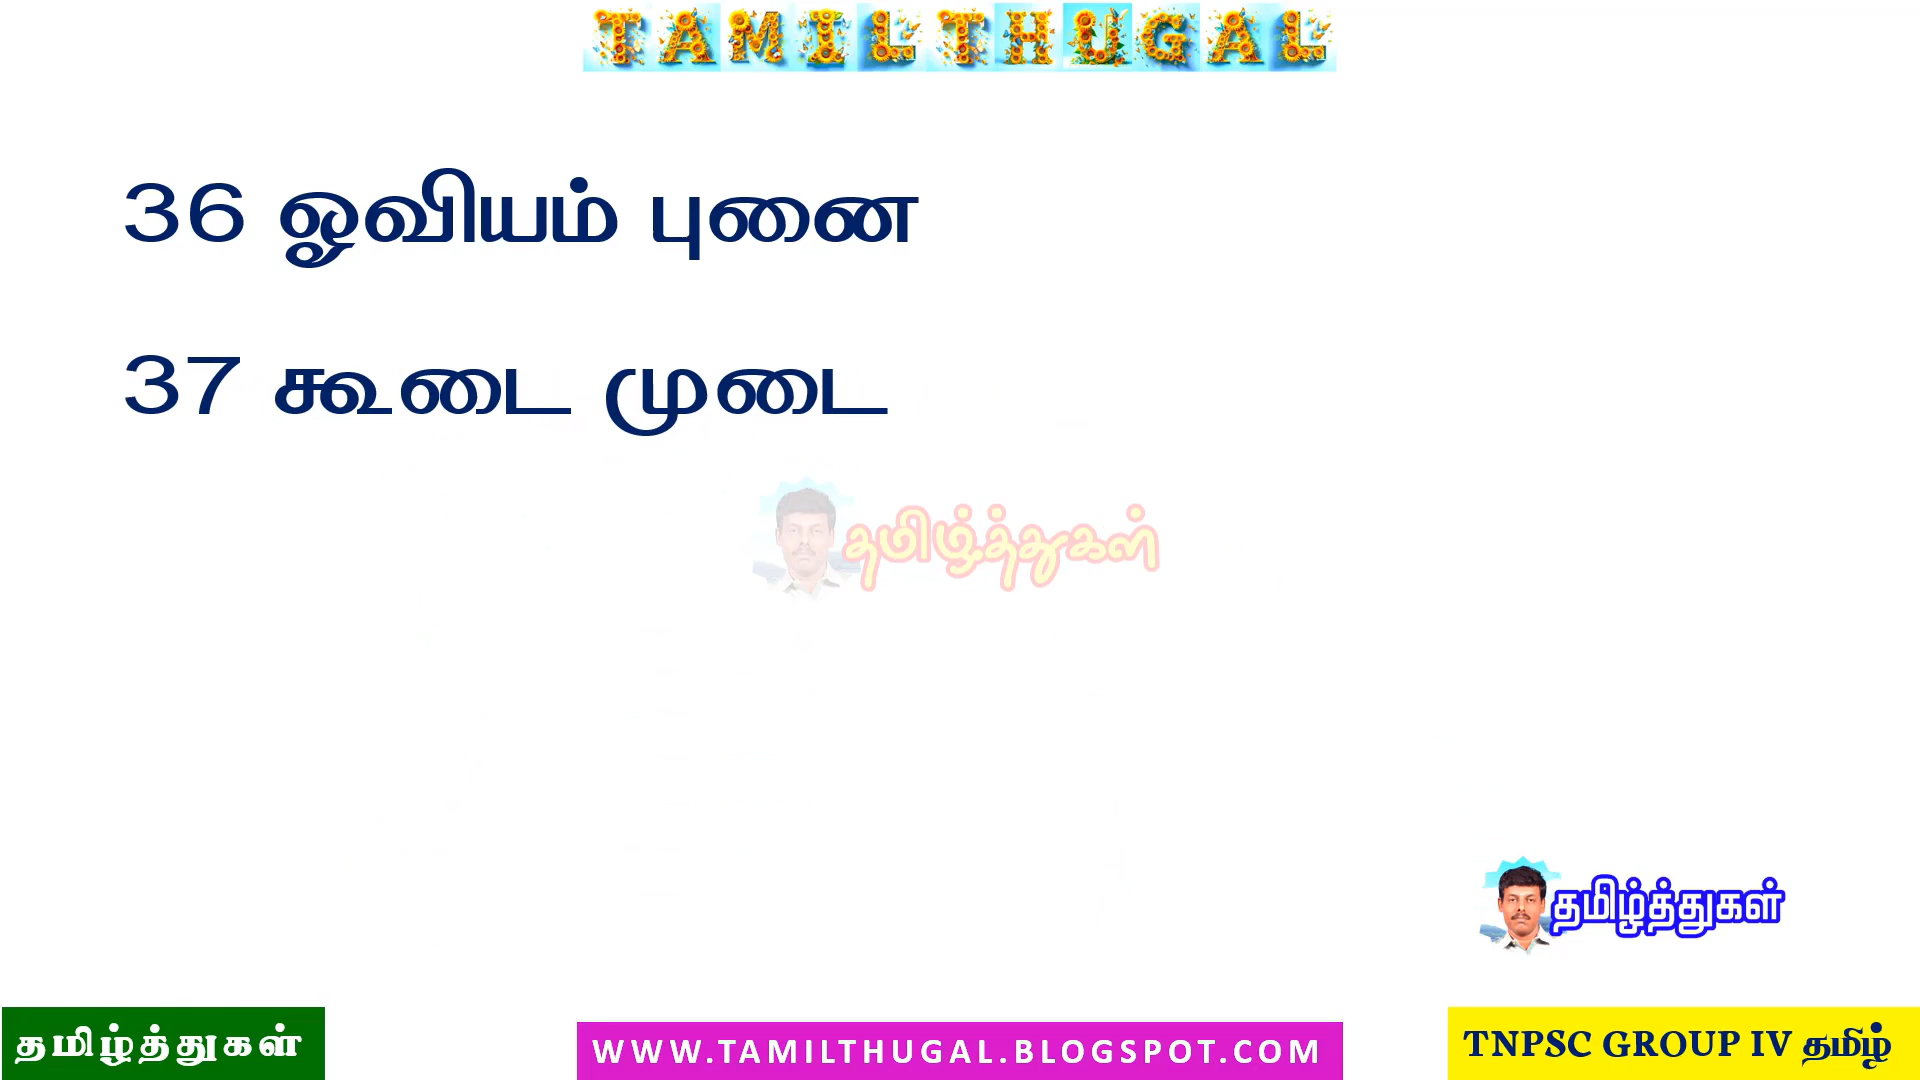 TAMILTHUGAL
36 ஓவியம் புனை
37 கூடை முடை
தமிழ்த்துகள்
தமிழ்த்துகள்
தமிழ்த்துகள்
WWW.TAMILTHUGAL.BLOGSPOT.COM
TNPSC GROUP IV தமிழ்